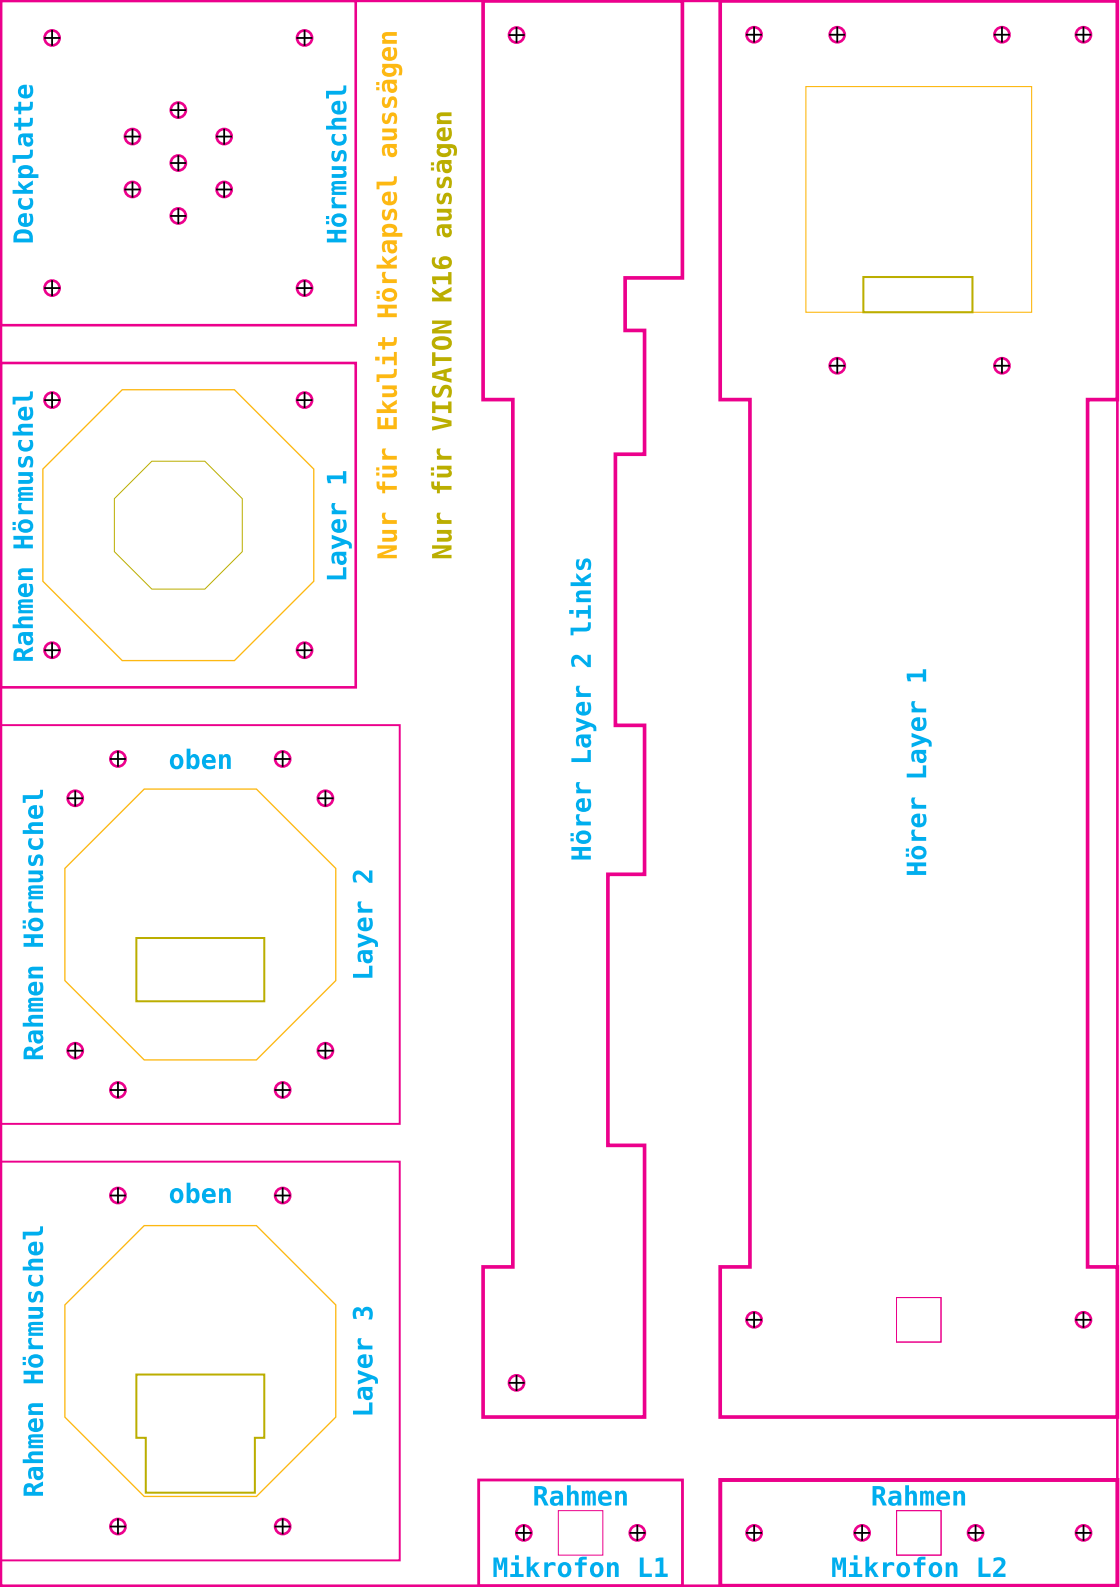 Deckplatte
Hörmuschel
Nur für Ekulit Hörkapsel aussägen
Nur für VISATON K16 aussägen
Rahmen Hörmuschel
Layer 1
oben
Rahmen Hörmuschel
Layer 2
oben
Rahmen Hörmuschel
Layer 3
Hörer Layer 2 links
Hörer Layer 1
Rahmen
Mikrofon L1
Rahmen
Mikrofon L2